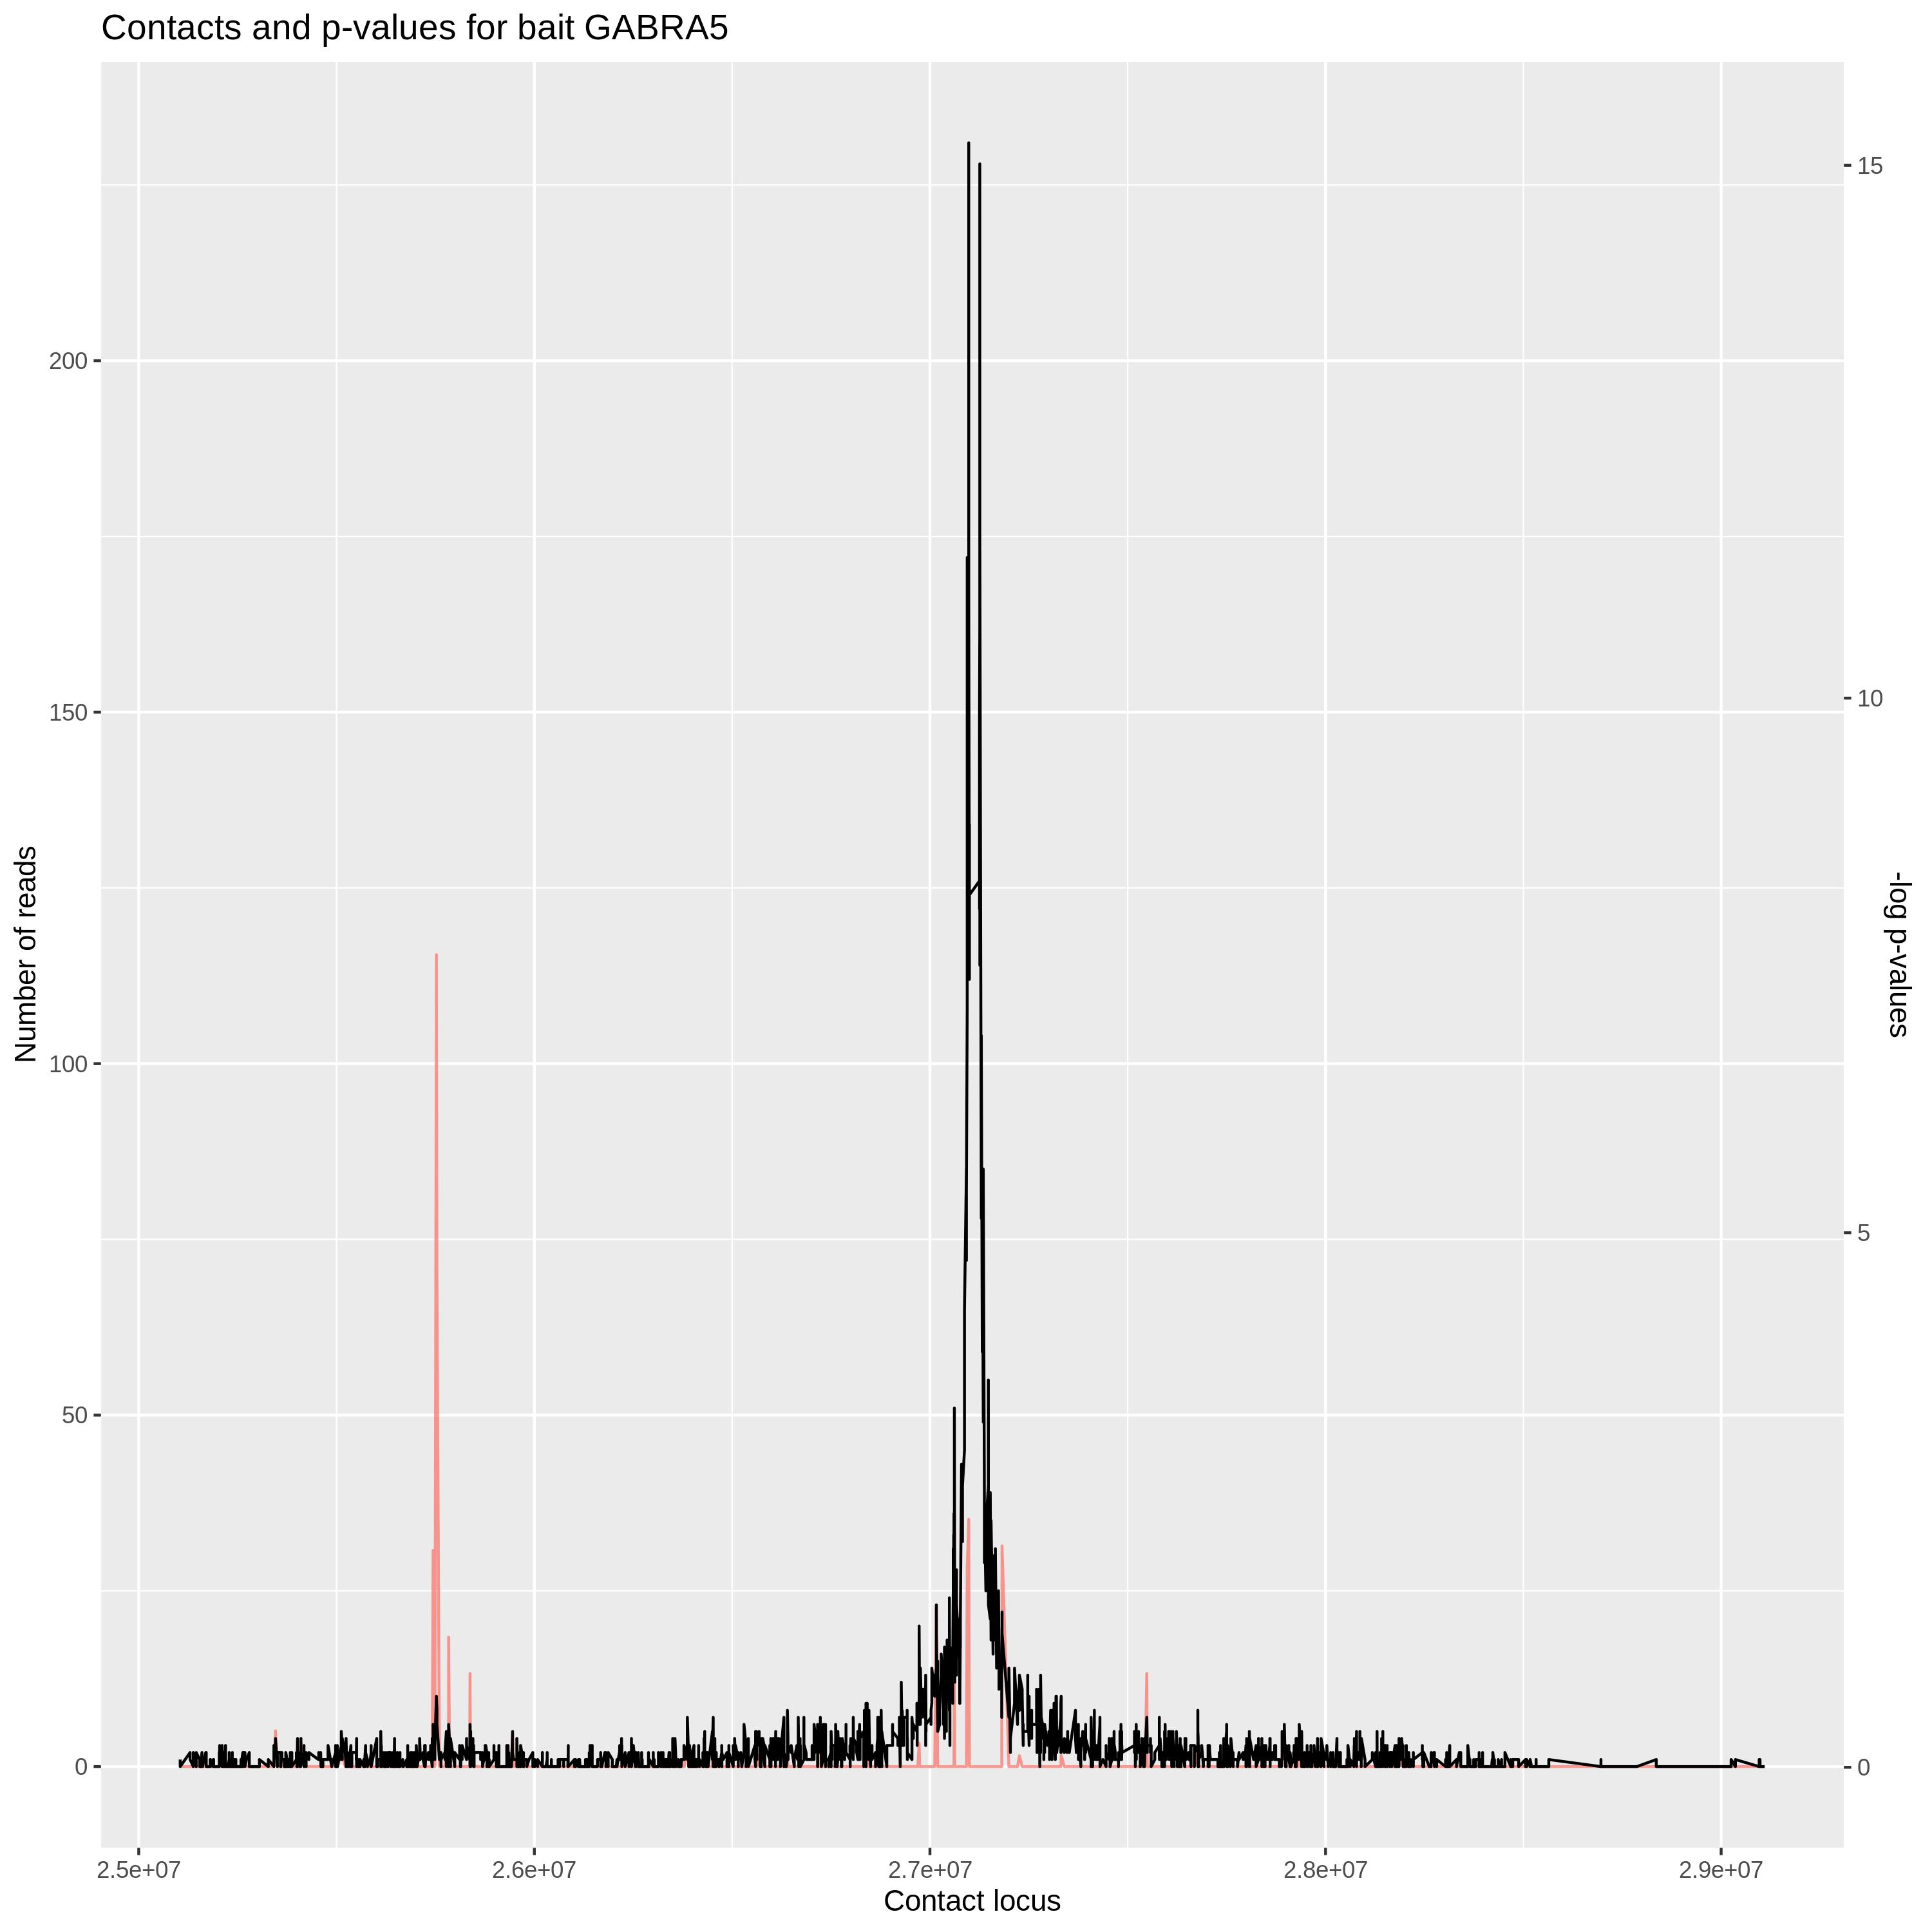 Contacts and p-values for bait GABRA5
Number of reads
200
150
100
50
0
15
10
5
0
-log p-values
2.5e+07
2.6e+07
2.7e+07
2.8e+07
2.9e+07
Contact locus